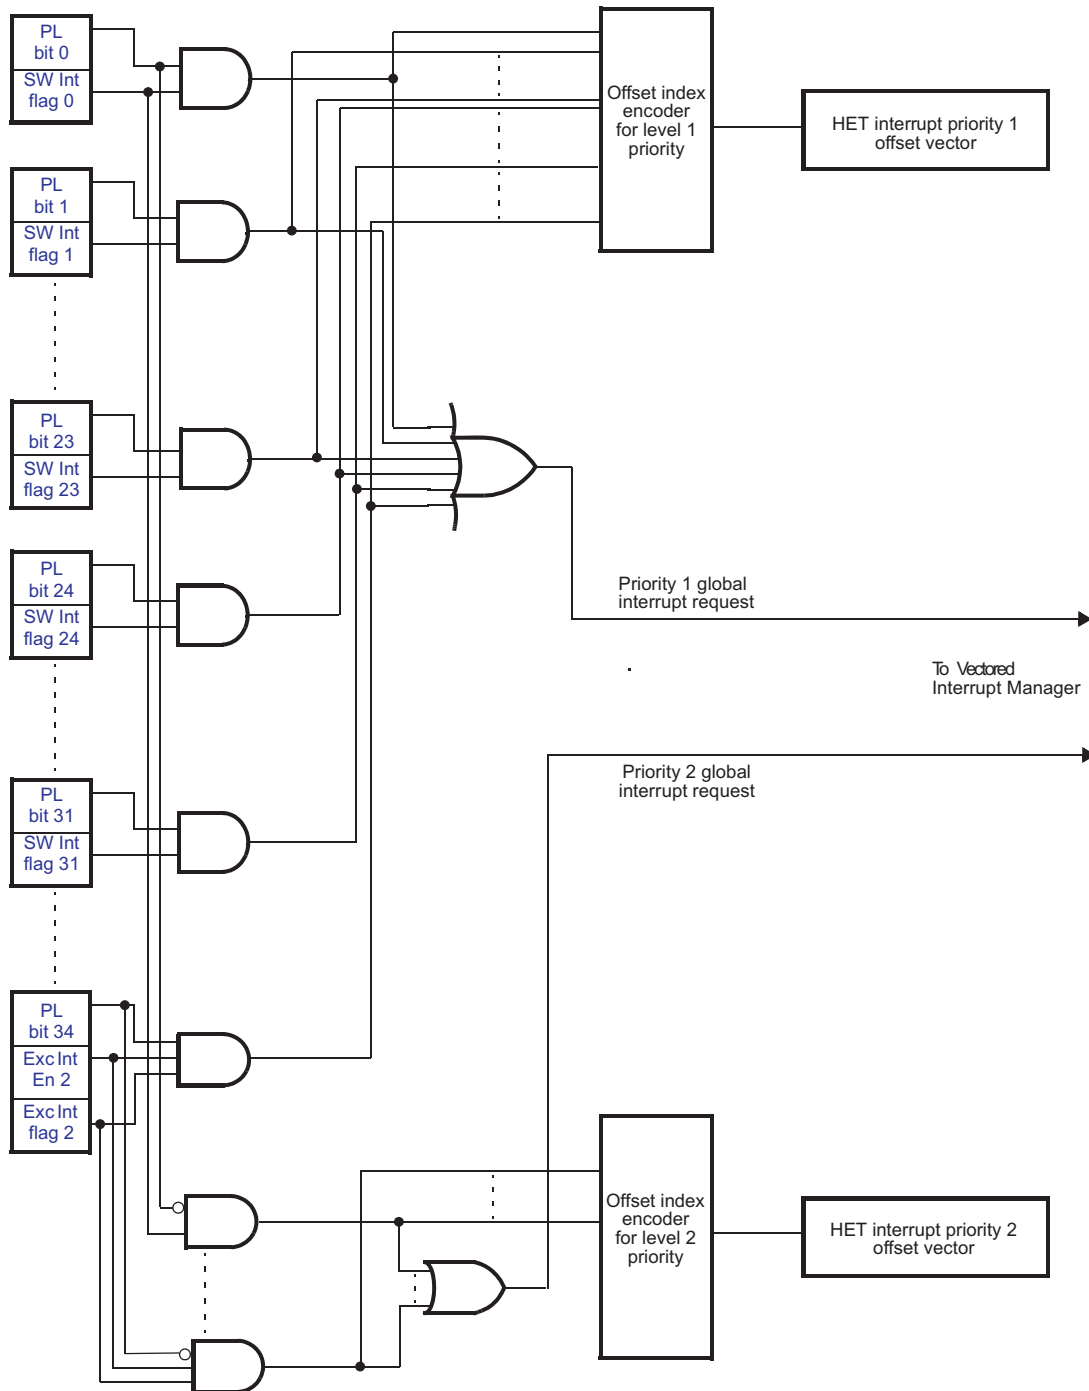 PL
bit 0
SW Int
flag 0
Offset index
encoder
for level 1
priority
HET interrupt priority 1
offset vector
PL
bit 1
SW Int
flag 1
PL
bit 23
SW Int
flag 23
PL
bit 24
SW Int
flag 24
Priority 1 global
interrupt request
To Vectored
Interrupt Manager
Priority 2 global
interrupt request
PL
bit 31
SW Int
flag 31
PL
bit 34
Exc Int
En 2
Exc Int
flag 2
Offset index
encoder
for level 2
priority
HET interrupt priority 2
offset vector